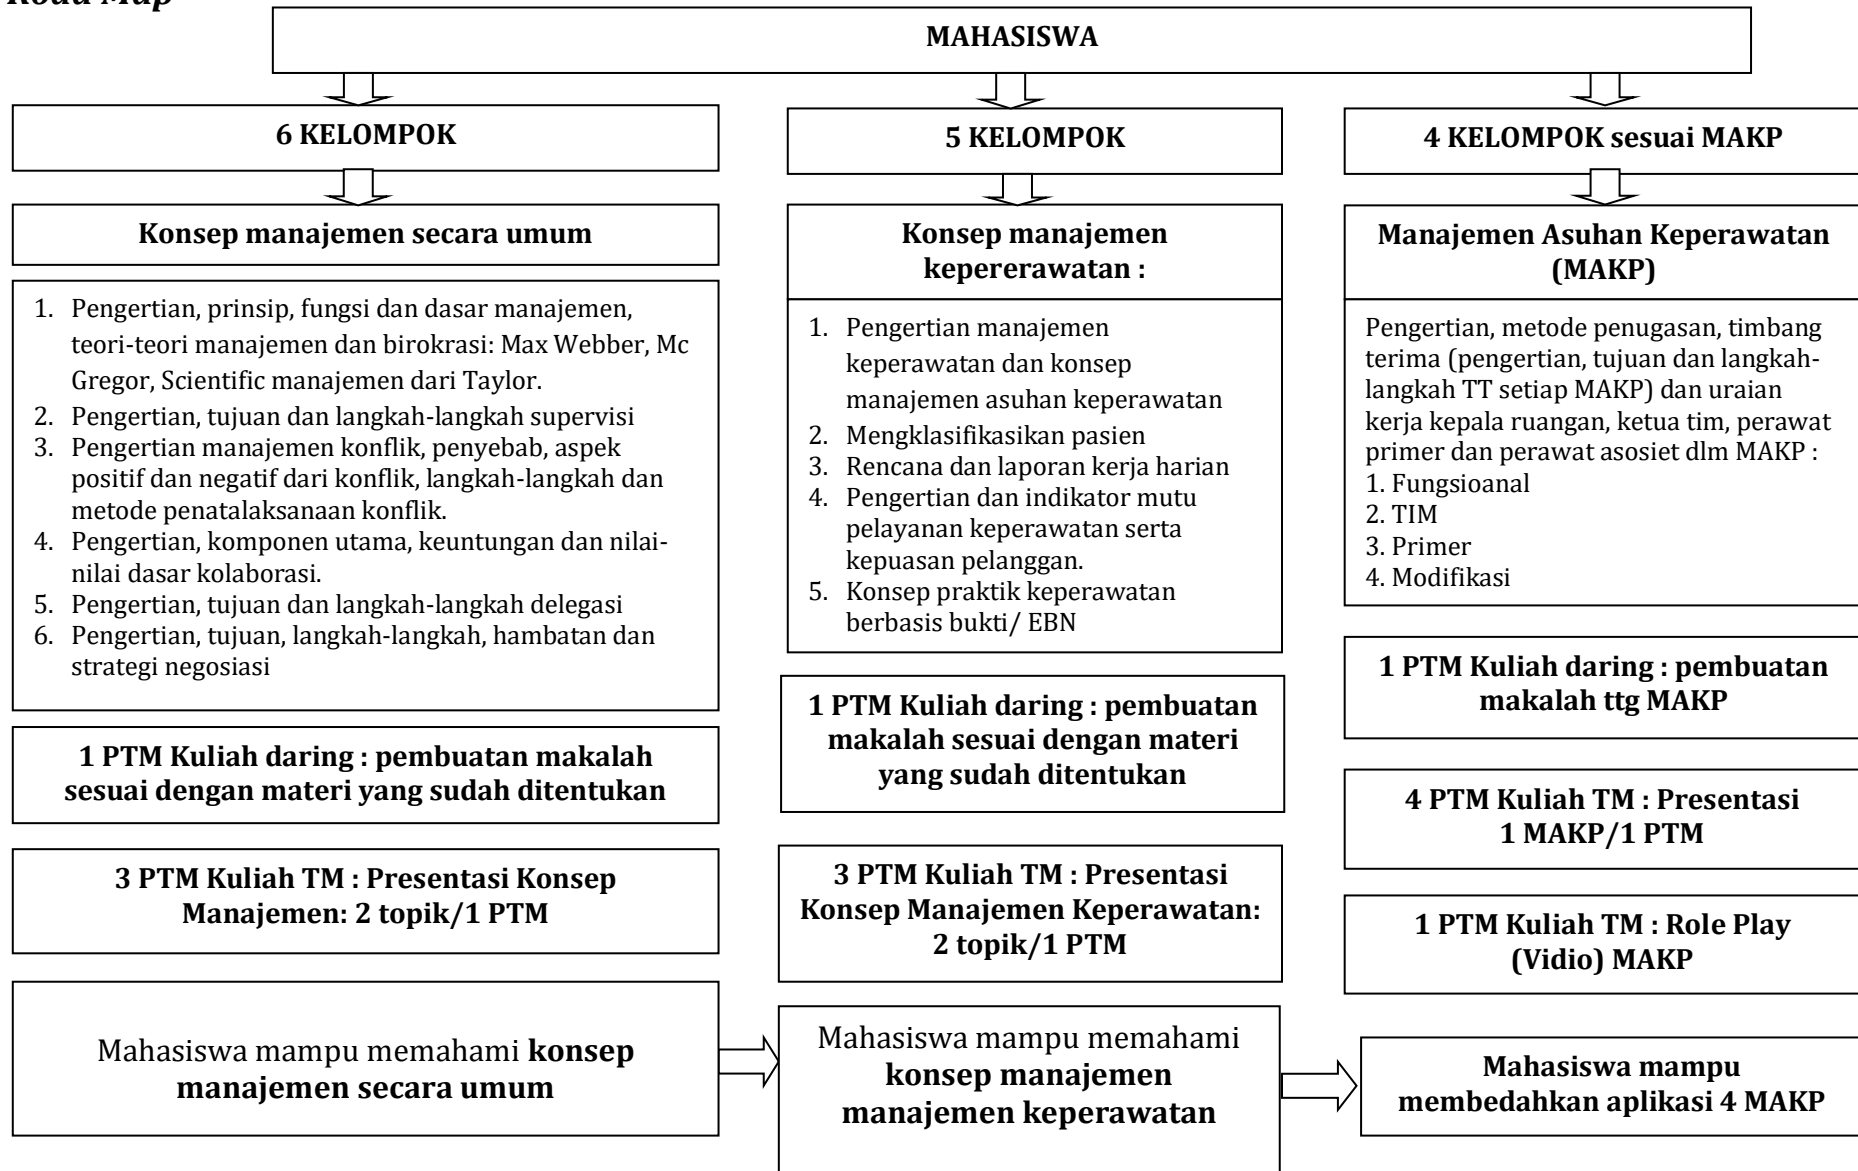 Road Map
MAHASISWA
6 KELOMPOK
Konsep manajemen secara umum
1. Pengertian, prinsip, fungsi dan dasar manajemen,
teori-teori manajemen dan birokrasi: Max Webber, Mc
Gregor, Scientific manajemen dari Taylor.
2. Pengertian, tujuan dan langkah-langkah supervisi
3. Pengertian manajemen konflik, penyebab, aspek
positif dan negatif dari konflik, langkah-langkah dan
metode penatalaksanaan konflik.
4. Pengertian, komponen utama, keuntungan dan nilai-
nilai dasar kolaborasi.
5. Pengertian, tujuan dan langkah-langkah delegasi
6. Pengertian, tujuan, langkah-langkah, hambatan dan
strategi negosiasi
1 PTM Kuliah daring : pembuatan makalah
sesuai dengan materi yang sudah ditentukan
3 PTM Kuliah TM : Presentasi Konsep
Manajemen: 2 topik/1 PTM
Mahasiswa mampu memahami konsep
manajemen secara umum
5 KELOMPOK
Konsep manajemen
kepererawatan :
1. Pengertian manajemen
keperawatan dan konsep
manajemen asuhan keperawatan
2. Mengklasifikasikan pasien
3. Rencana dan laporan kerja harian
4. Pengertian dan indikator mutu
pelayanan keperawatan serta
kepuasan pelanggan.
5. Konsep praktik keperawatan
berbasis bukti/ EBN
1 PTM Kuliah daring : pembuatan
makalah sesuai dengan materi
yang sudah ditentukan
3 PTM Kuliah TM : Presentasi
Konsep Manajemen Keperawatan:
2 topik/1 PTM
Mahasiswa mampu memahami
konsep manajemen
manajemen keperawatan
4 KELOMPOK sesuai MAKP
Manajemen Asuhan Keperawatan
(MAKP)
Pengertian, metode penugasan, timbang
terima (pengertian, tujuan dan langkah-
langkah TT setiap MAKP) dan uraian
kerja kepala ruangan, ketua tim, perawat
primer dan perawat asosiet dlm MAKP :
1. Fungsioanal
2. TIM
3. Primer
4. Modifikasi
1 PTM Kuliah daring : pembuatan
makalah ttg MAKP
4 PTM Kuliah TM : Presentasi
1 MAKP/1 PTM
1 PTM Kuliah TM : Role Play
(Vidio) MAKP
Mahasiswa mampu
membedahkan aplikasi 4 MAKP